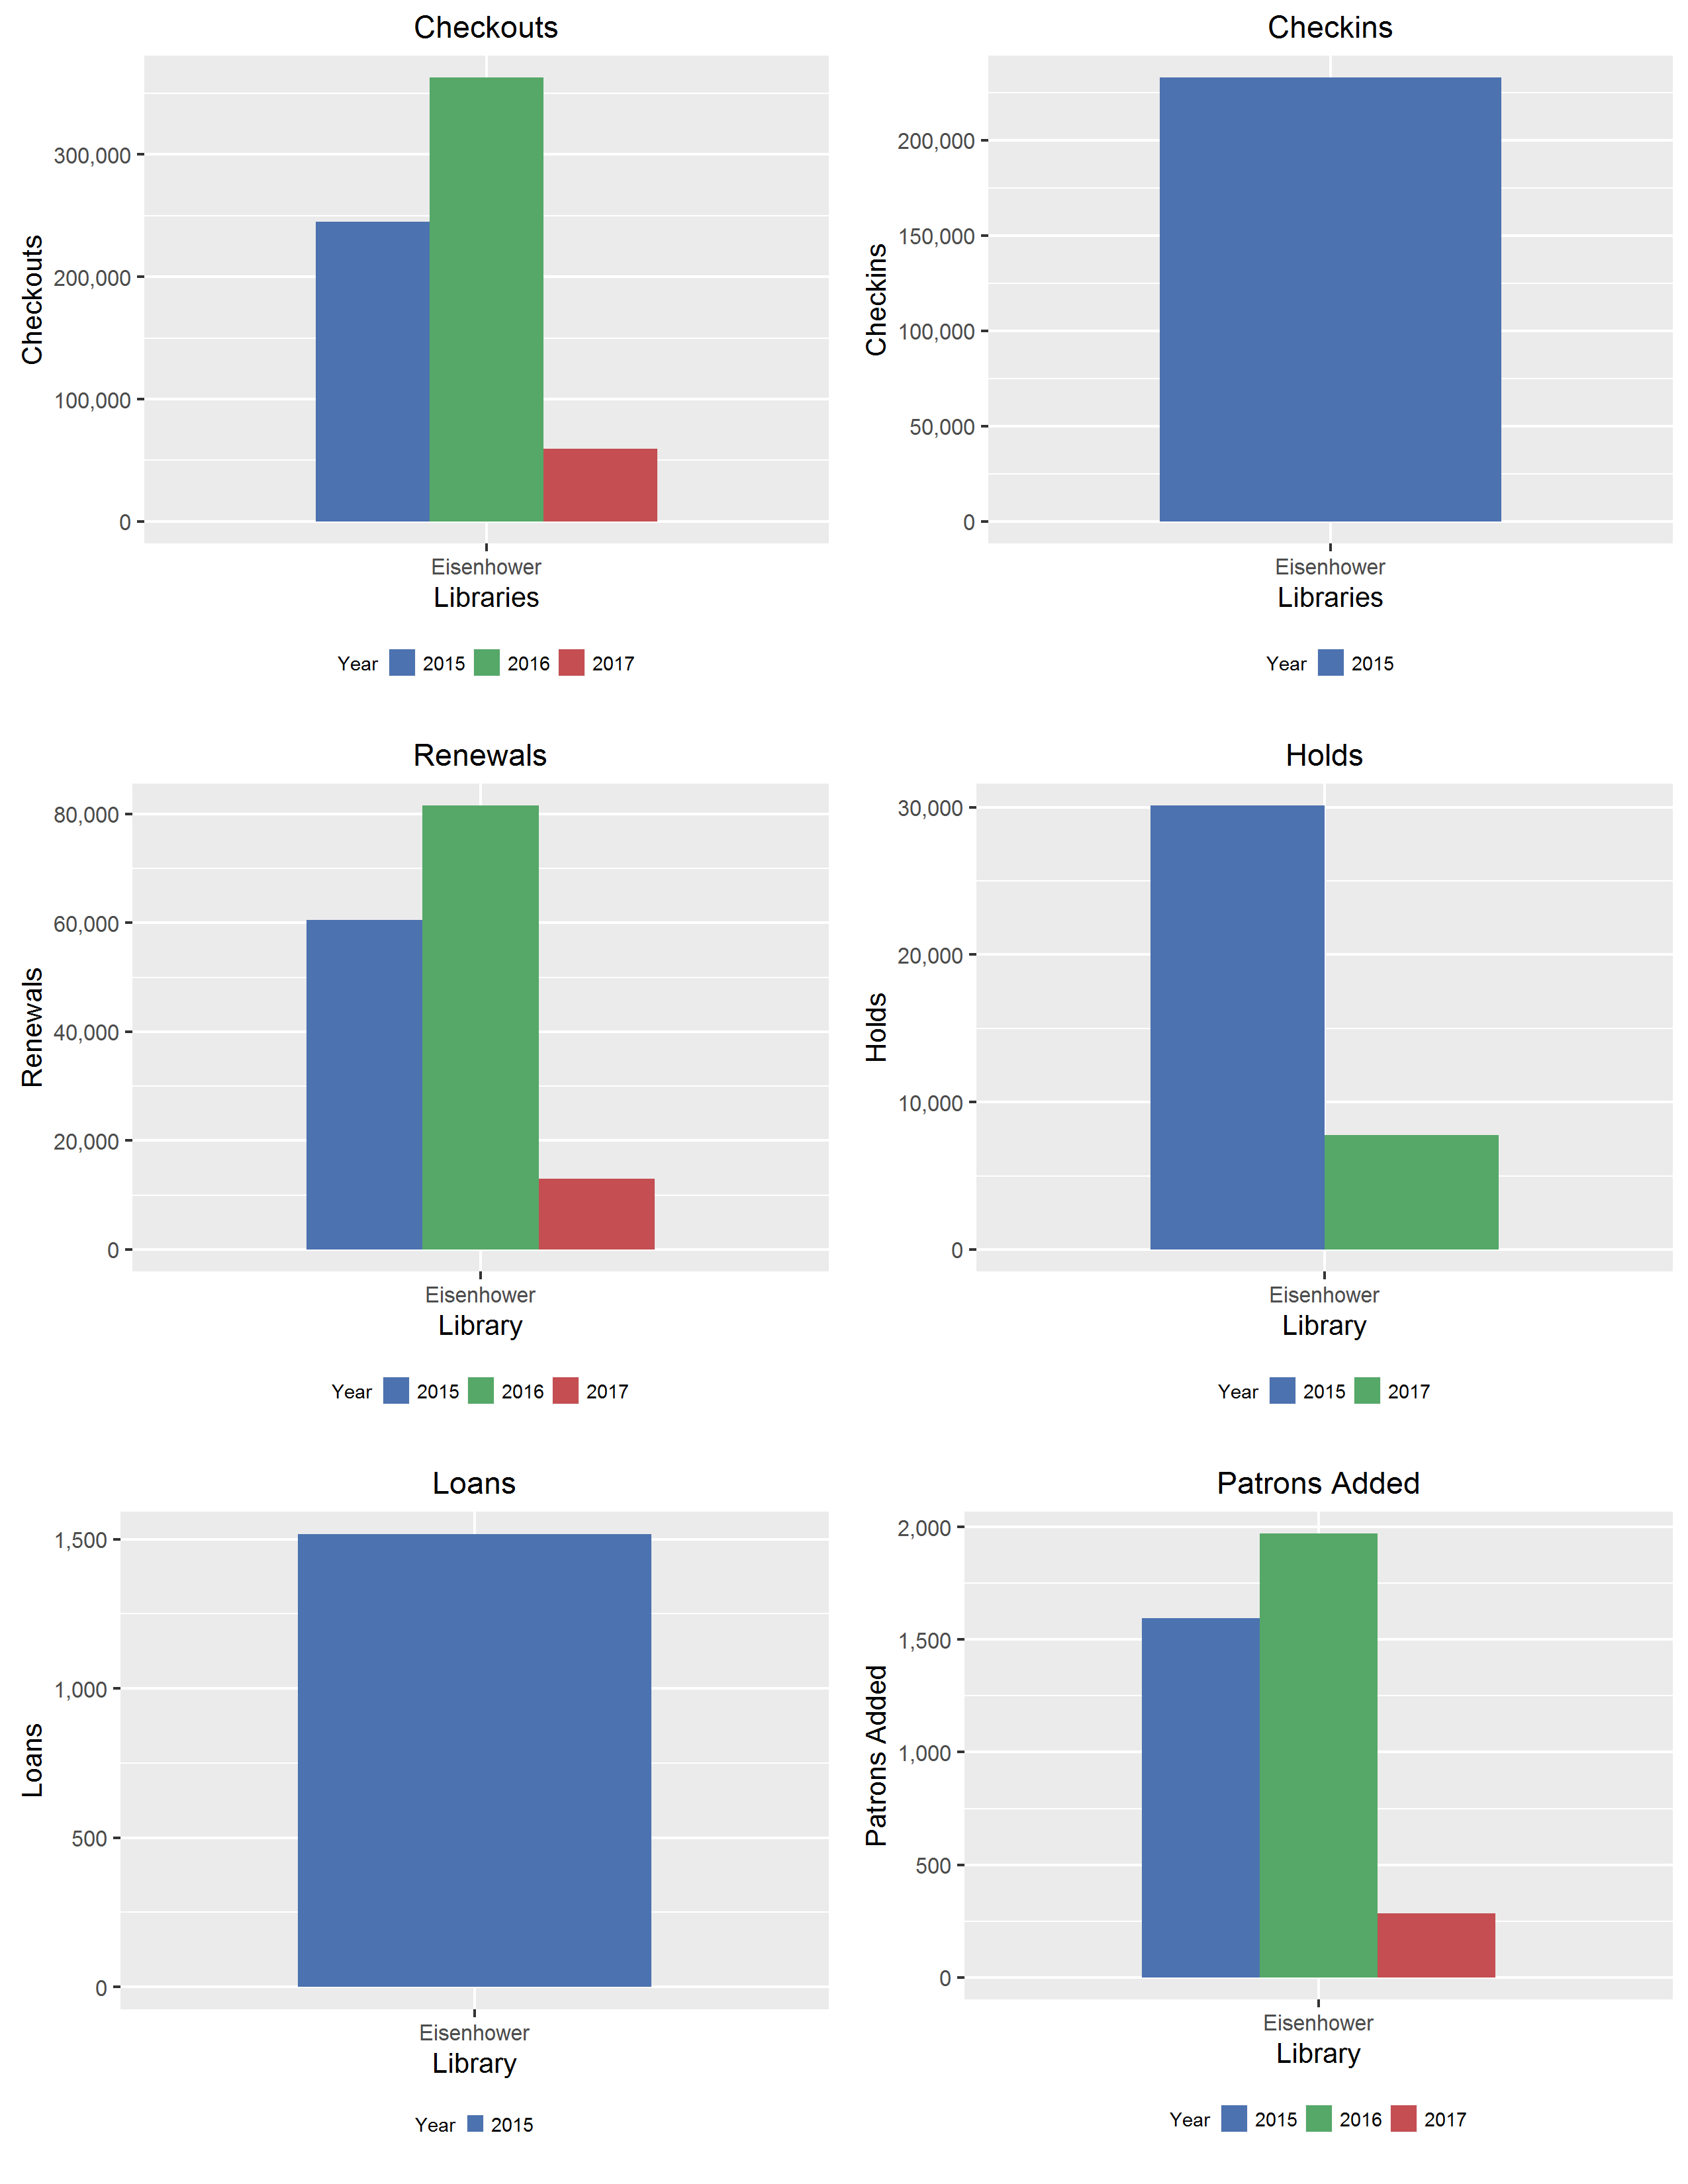 Checkouts
Checkouts
300,000
200,000
100,000
0
Eisenhower
Libraries
Year 2015 2016 2017
Checkins
Checkins
200,000
150,000
100,000
50,000
0
Eisenhower
Libraries
Year 2015
Renewals
Renewals
80,000
60,000
40,000
20,000
0
Eisenhower
Library
Year 2015 2016 2017
Holds
Holds
30,000
20,000
10,000
0
Eisenhower
Library
Year 2015 2017
Loans
Loans
1,500
1,000
500
0
Eisenhower
Library
Year 2015
Patrons Added
Patrons Added
2,000
1,500
1,000
500
0
Eisenhower
Library
Year 2015 2016 2017